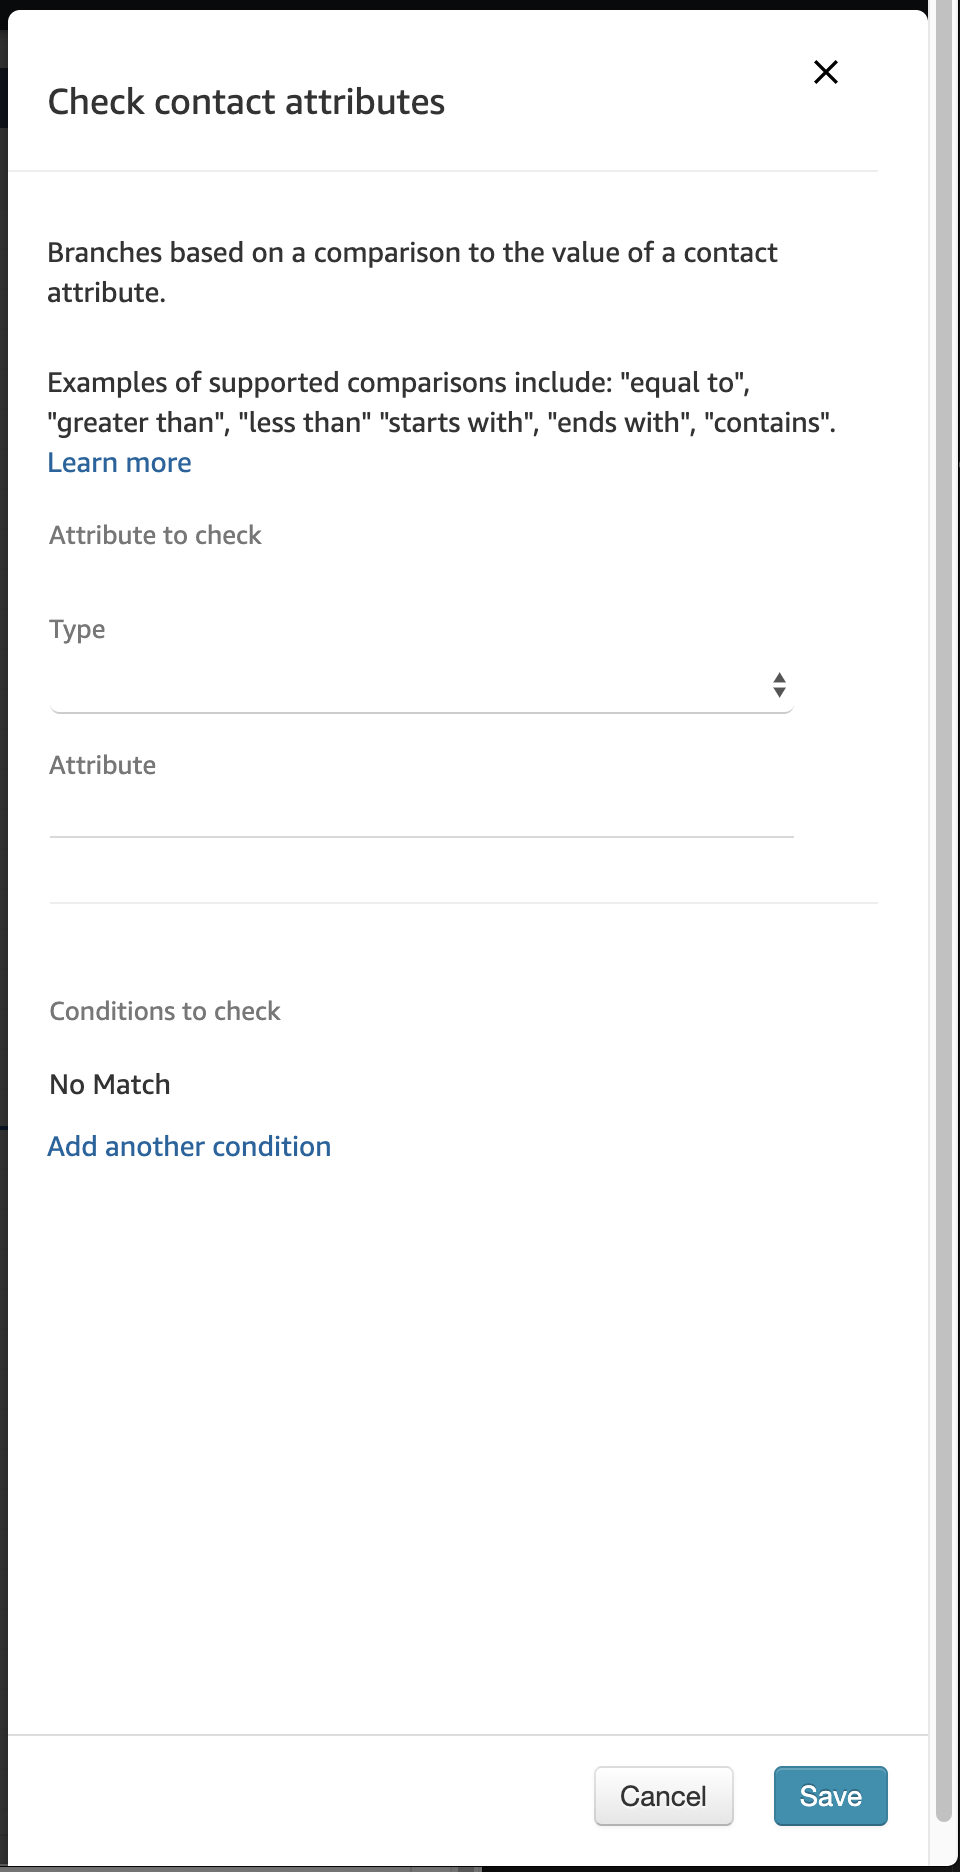 Check contact attributes
Branches based on a comparison to the value of a contact
attribute.
Examples of supported comparisons include: "equal to",
"greater than", "less than" "starts with", "ends with", "contains".
Learn more
Attribute to check
Type
Attribute
Conditions to check
No Match
Add another condition
Cancel
Save